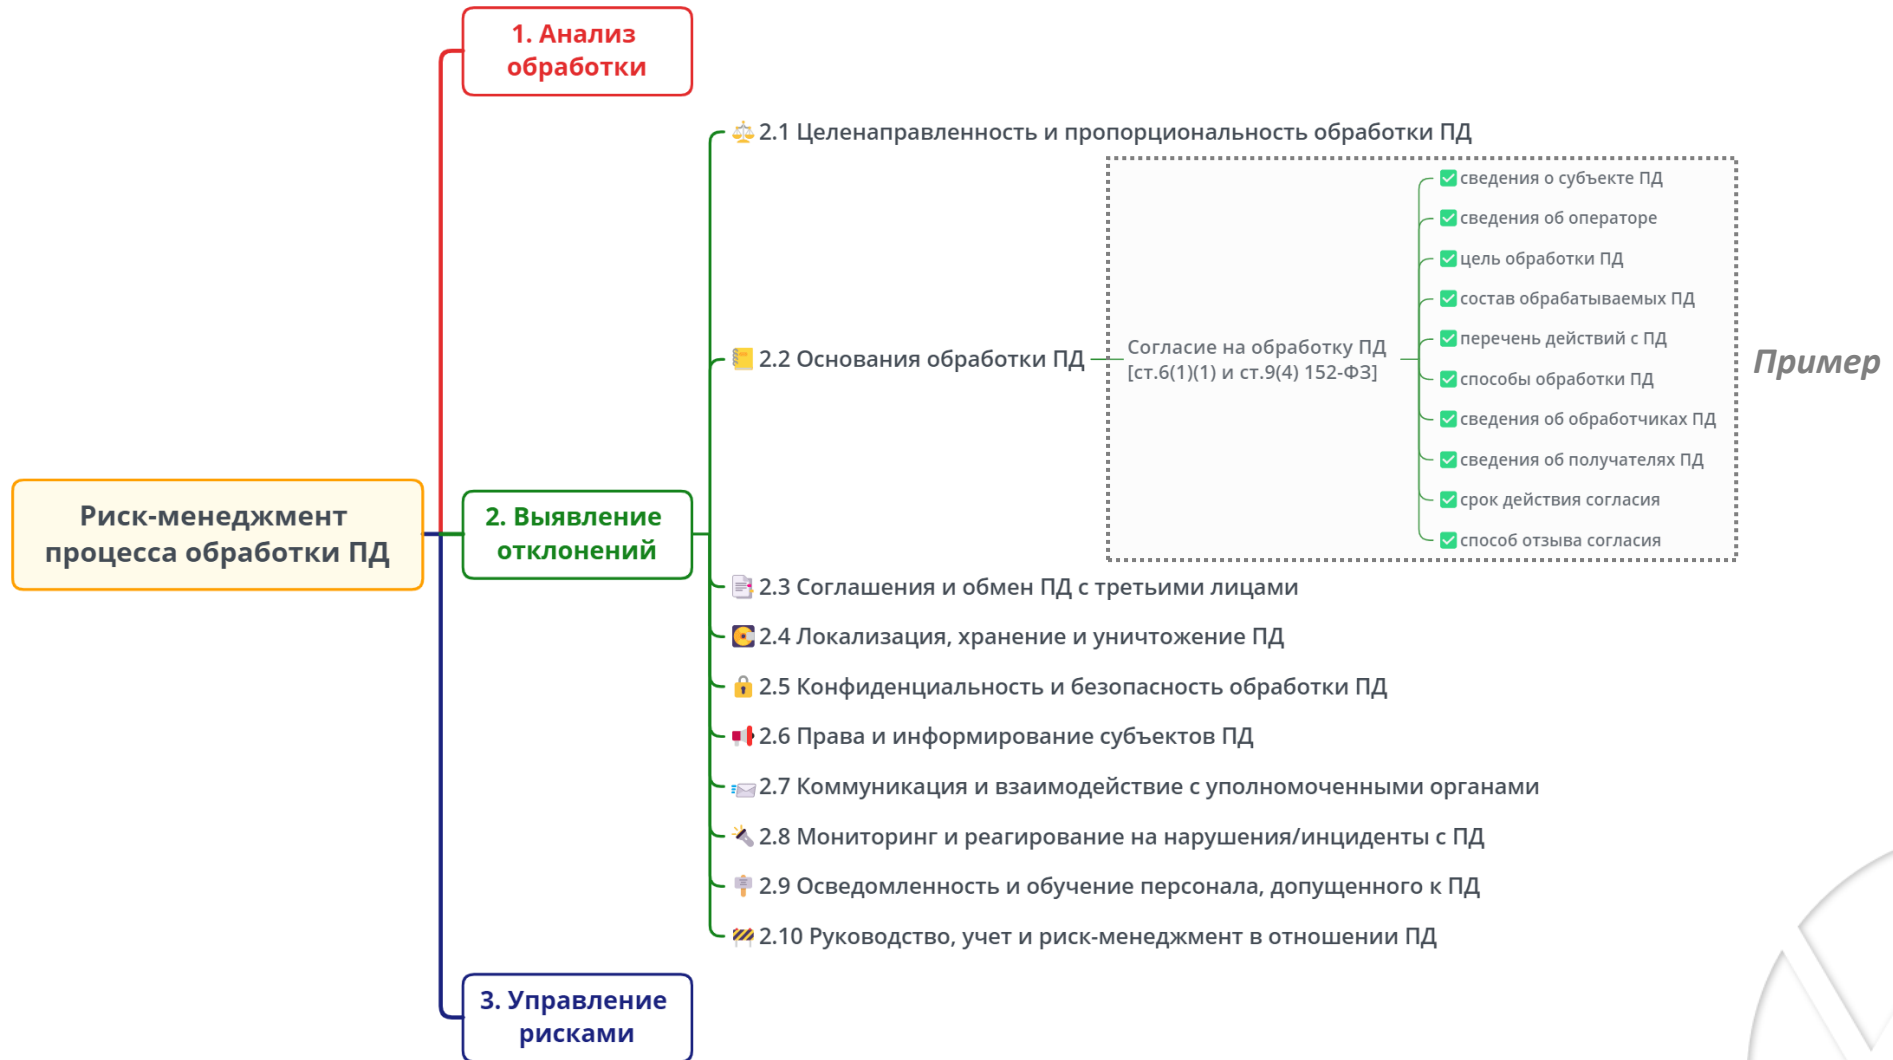 1. Анализ
обработки
2.1 Целенаправленность и пропорциональность обработки ПД
сведения о субъекте ПД
сведения об операторе
цель обработки ПД
состав обрабатываемых ПД
перечень действий с ПД
2.2 Основания обработки ПД
Согласие на обработку ПД
[ст.6(1)(1) и ст.9(4) 152-ФЗ]
Пример
способы обработки ПД
сведения об обработчиках ПД
сведения об получателях ПД
срок действия согласия
способ отзыва согласия
Риск-менеджмент
процесса обработки ПД
2. Выявление
отклонений
2.3 Соглашения и обмен ПД с третьими лицами
2.4 Локализация, хранение и уничтожение ПД
2.5 Конфиденциальность и безопасность обработки ПД
2.6 Права и информирование субъектов ПД
2.7 Коммуникация и взаимодействие с уполномоченными органами
2.8 Мониторинг и реагирование на нарушения/инциденты с ПД
2.9 Осведомленность и обучение персонала, допущенного к ПД
2.10 Руководство, учет и риск-менеджмент в отношении ПД
3. Управление
рисками